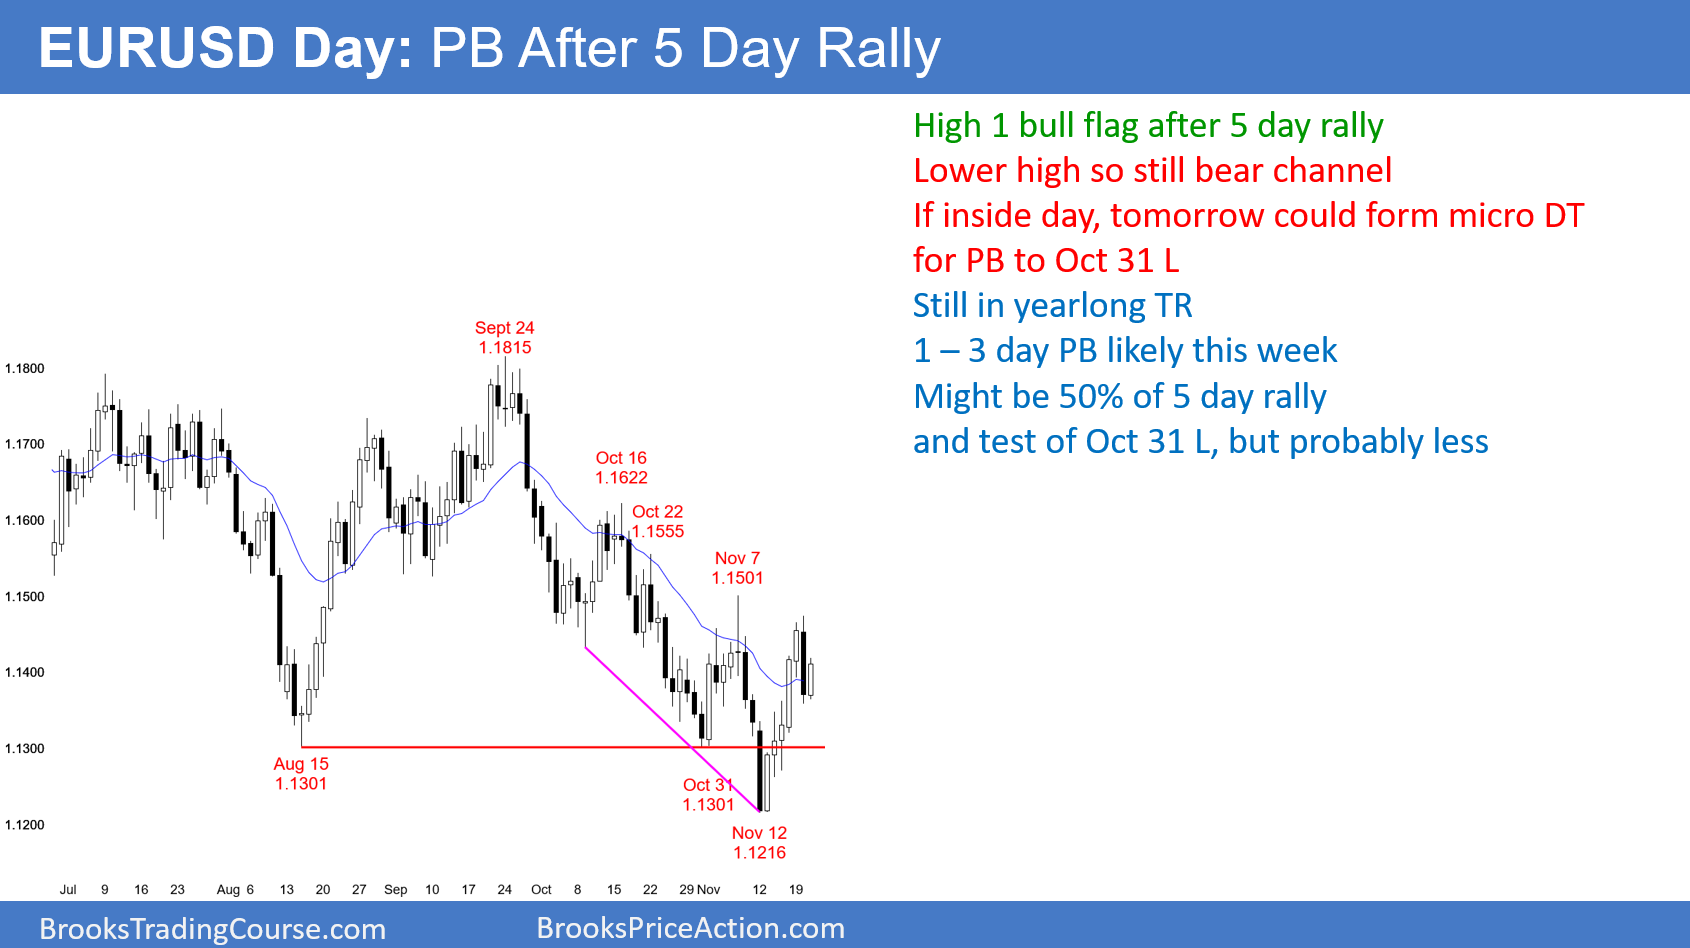 EURUSD Day: PB After 5 Day Rally
High 1 bull flag after 5 day rally
Lower high so still bear channel
If inside day, tomorrow could form micro DT
for PB to Oct 31 L
Still in yearlong TR
1 – 3 day PB likely this week
Might be 50% of 5 day rally
and test of Oct 31 L, but probably less
Sept 24
1.1815
Oct 16
1.1622
Oct 22
1.1555
Nov 7
1.1501
Aug 15
1.1301
Oct 31
1.1301
Nov 12
1.1216
1.1800
1.1700
1.1600
1.1500
1.1400
1.1300
1.1200
Jul 9 16 23 Aug 6 13 20 27 Sep 10 17 24 Oct 8 15 22 29 Nov 12 19
BrooksTradingCourse.com BrooksPriceAction.com